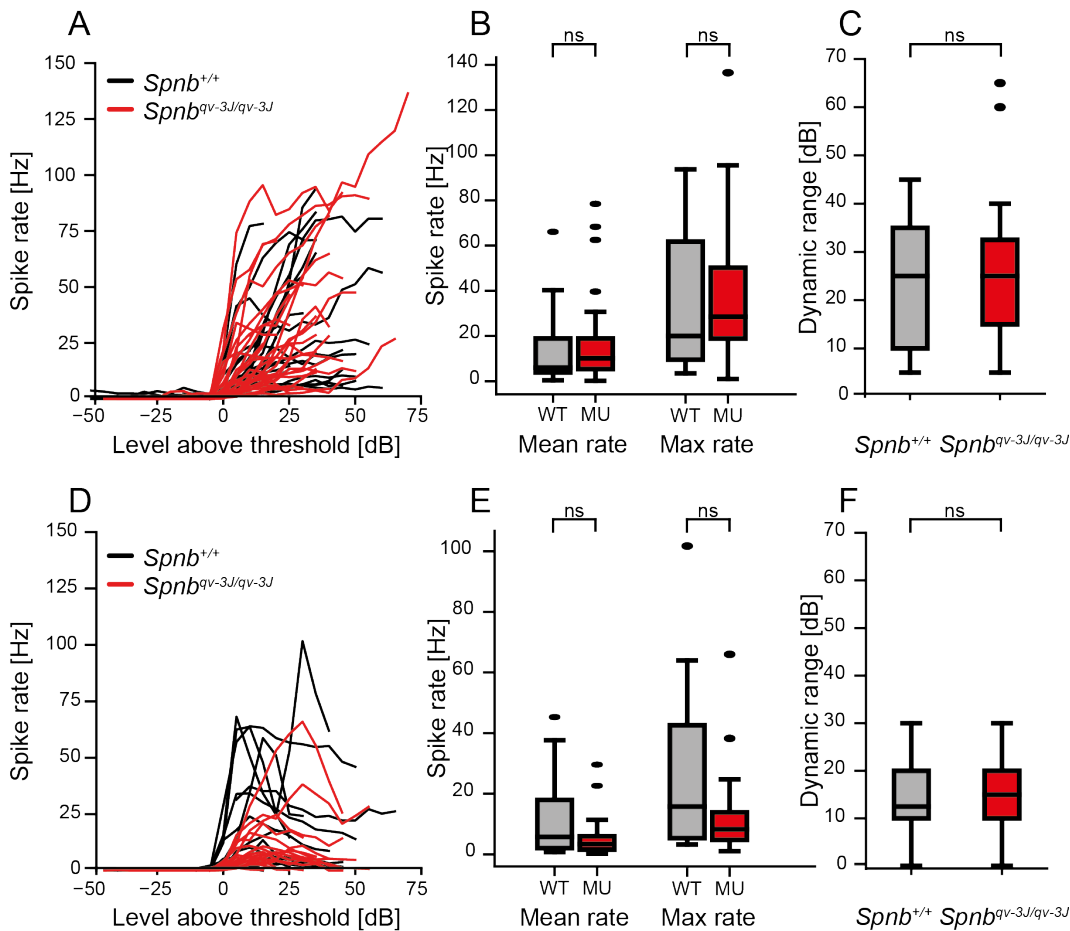 A
Spike rate [Hz]
150
125
100
75
50
25
0
Spnb+/+
Spnbqv-3J/qv-3J
−50 −25 0 25 50 75
Level above threshold [dB]
B
ns ns
Spike rate [Hz]
140
120
100
80
60
40
20
0
WT MU WT MU
Mean rate Max rate
C
ns
Dynamic range [dB]
70
60
50
40
30
20
10
0
Spnb+/+ Spnbqv-3J/qv-3J
D
Spike rate [Hz]
150
125
100
75
50
25
0
Spnb+/+
Spnbqv-3J/qv-3J
−50 −25 0 25 50 75
Level above threshold [dB]
E
ns ns
Spike rate [Hz]
100
80
60
40
20
0
WT MU WT MU
Mean rate Max rate
F
ns
Dynamic range [dB]
70
60
50
40
30
20
10
0
Spnb+/+ Spnbqv-3J/qv-3J